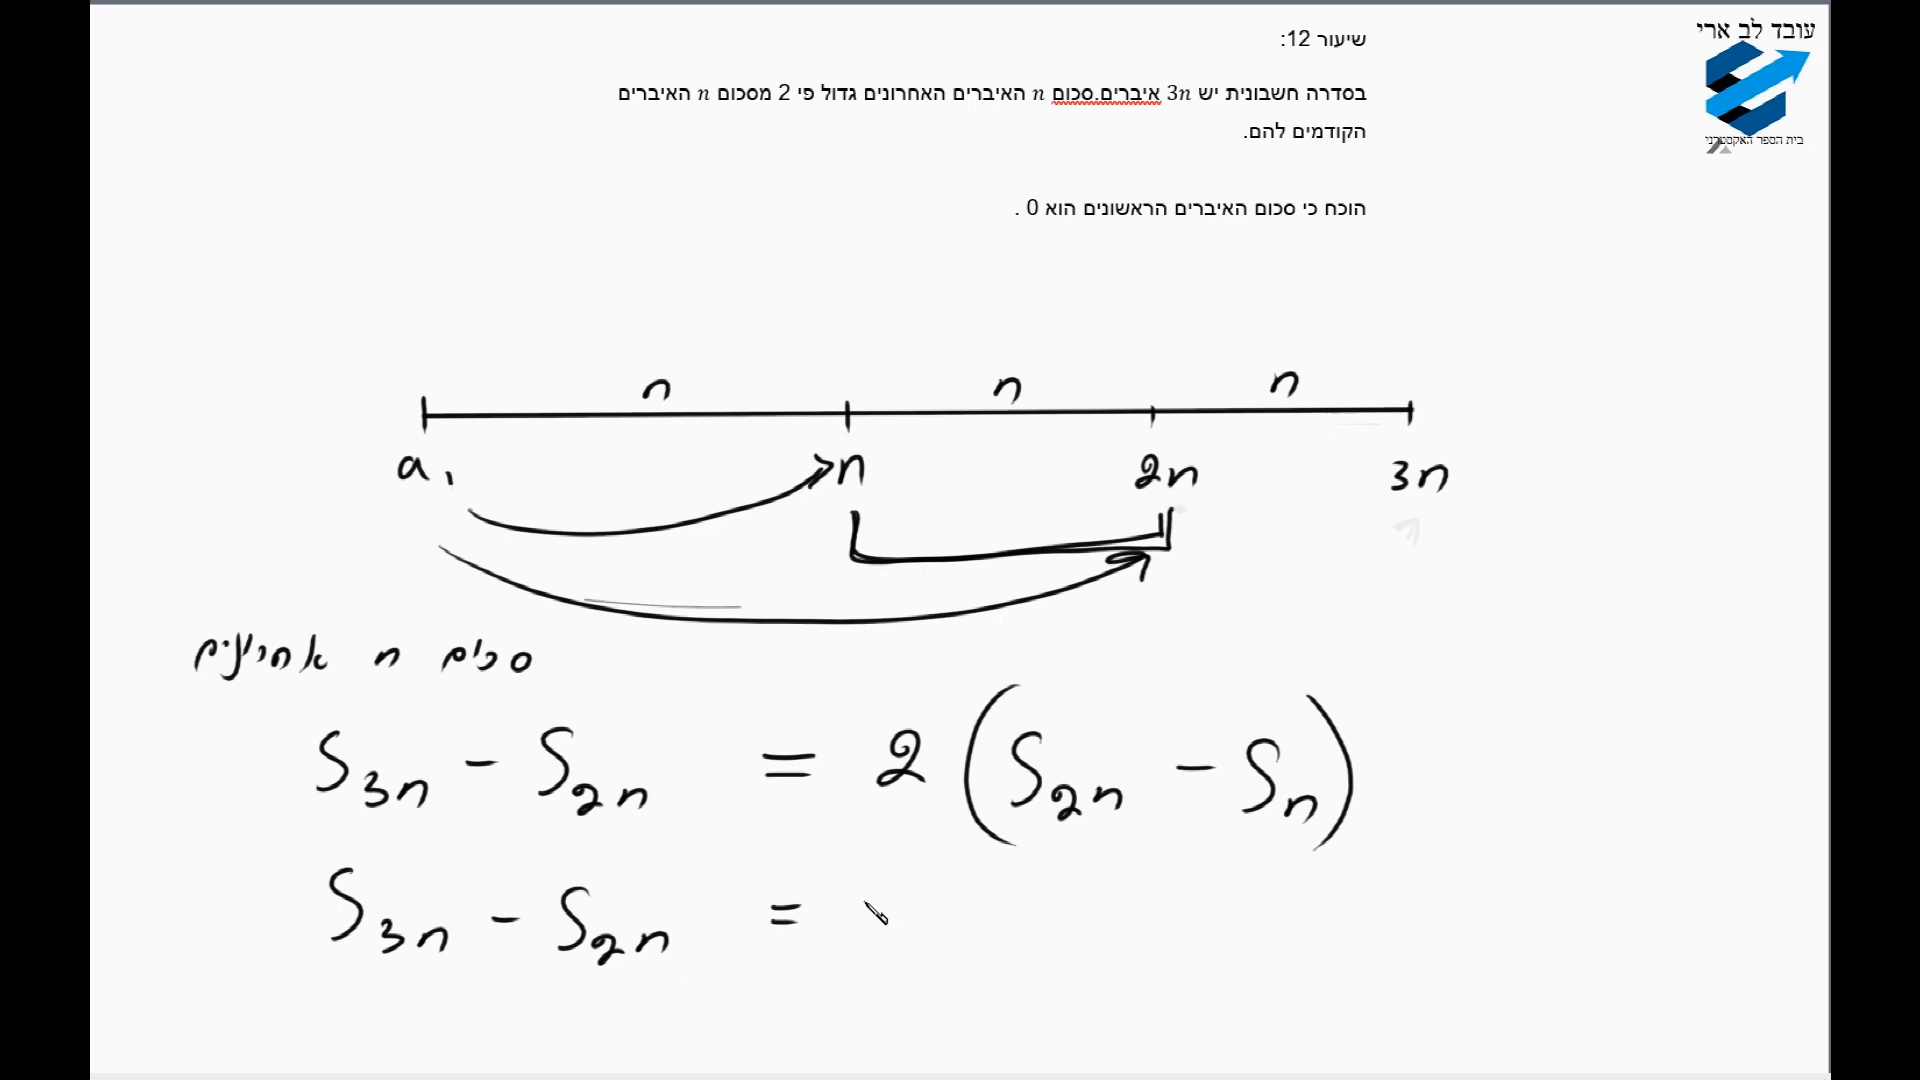 עובד לב ארי
בית הספר האקסטרני
שיעור 12:
בסדרה חשבונית יש 3n איברים.סכום n האיברים האחרונים גדול פי 2 מסכום n האיברים
הקודמים להם.
הוכח כי סכום האיברים הראשונים הוא 0 .
n n n
a₁ n 2n 3n
סכום n אחרונים
S₃ₙ - S₂ₙ = 2(S₂ₙ - Sₙ)
S₃ₙ - S₂ₙ =